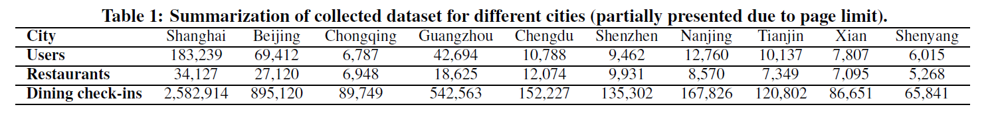 Table 1: Summarization of collected dataset for different cities (partially presented due to page limit).
City Shanghai Beijing Chongqing Guangzhou Chengdu Shenzhen Nanjing Tianjin Xian Shenyang
Users 183,239 69,412 6,787 42,694 10,788 9,462 12,760 10,137 7,807 6,015
Restaurants 34,127 27,120 6,948 18,625 12,074 9,931 8,570 7,349 7,095 5,268
Dining check-ins 2,582,914 895,120 89,749 542,563 152,227 135,302 167,826 120,802 86,651 65,841